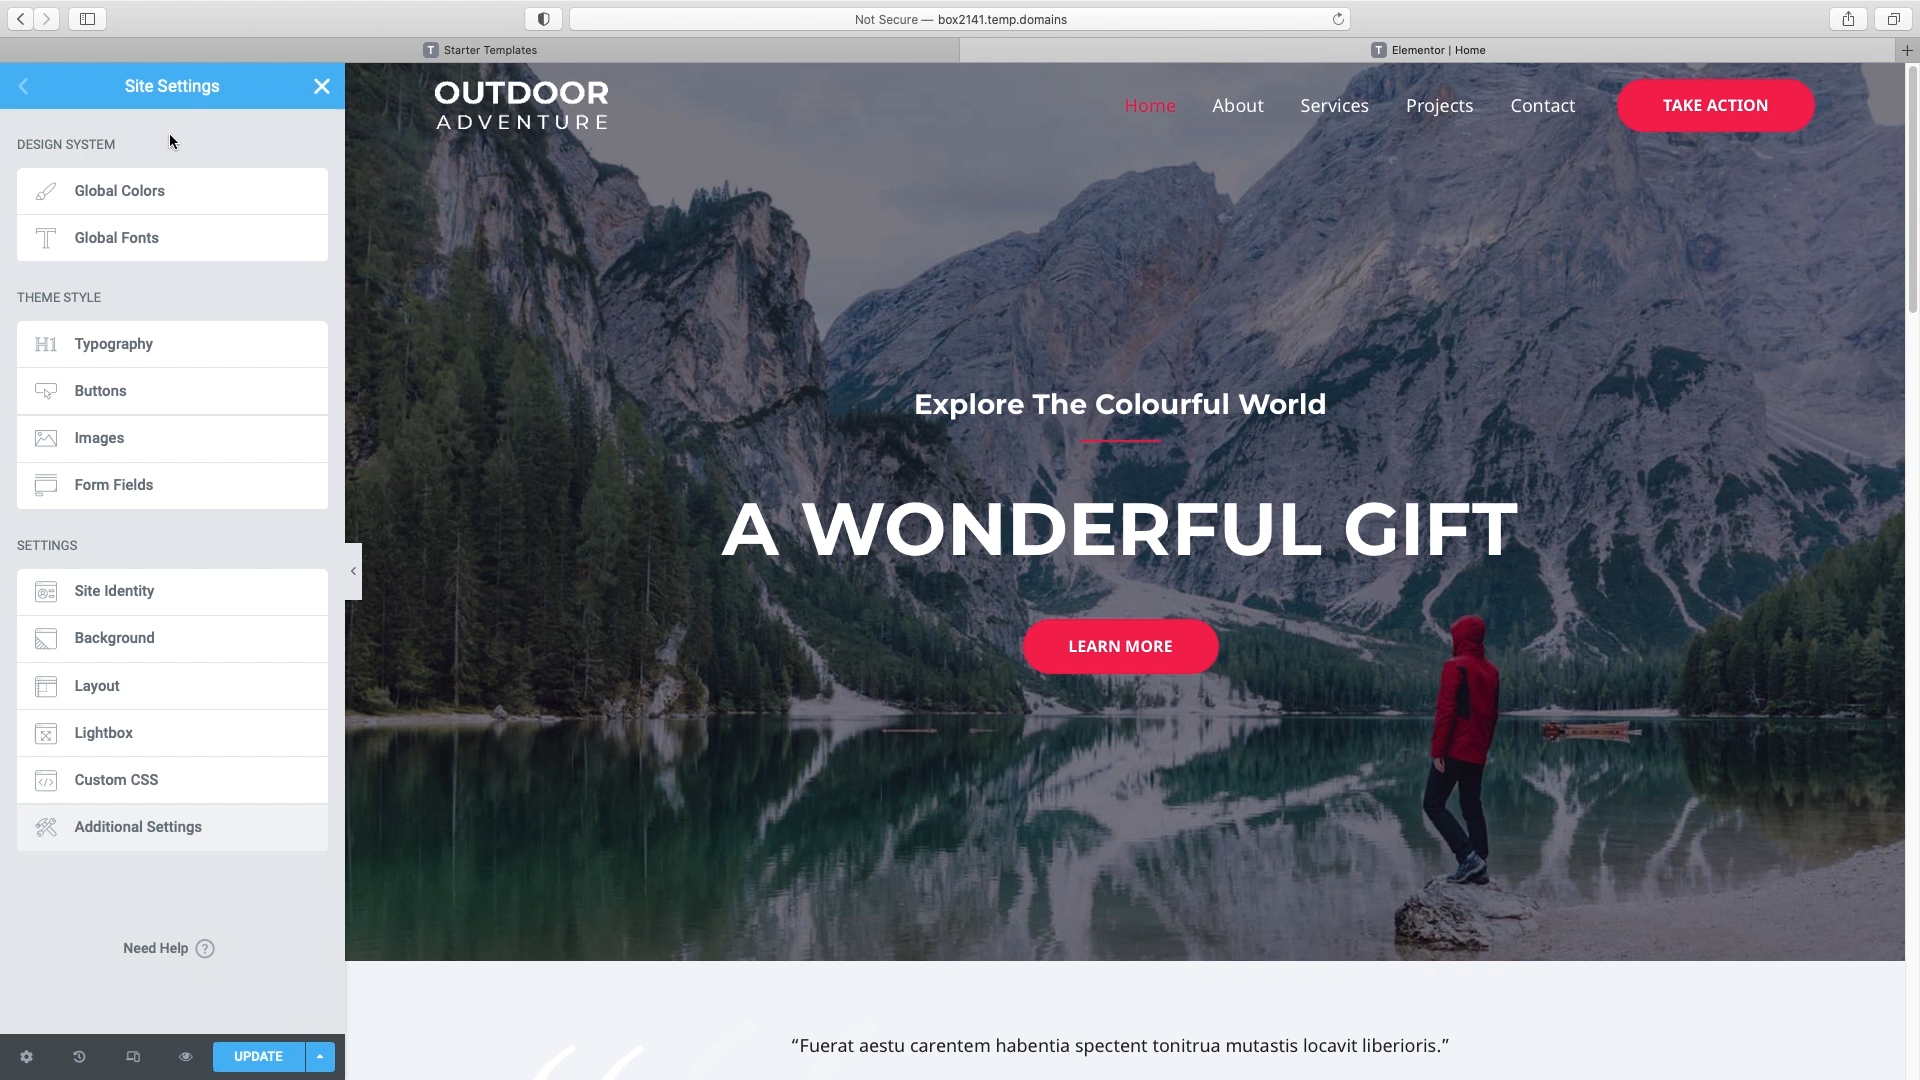 Not Secure — box2141.temp.domains
T Starter Templates
T Elementor | Home
Site Settings
DESIGN SYSTEM
Global Colors
Global Fonts
THEME STYLE
H1 Typography
Buttons
Images
Form Fields
SETTINGS
Site Identity
Background
Layout
Lightbox
Custom CSS
Additional Settings
Need Help ?
UPDATE
OUTDOOR
ADVENTURE
Home About Services Projects Contact TAKE ACTION
Explore The Colourful World
A WONDERFUL GIFT
LEARN MORE
“Fuerat aestu carentem habentia spectent tonitrua mutastis locavit liberioris.”